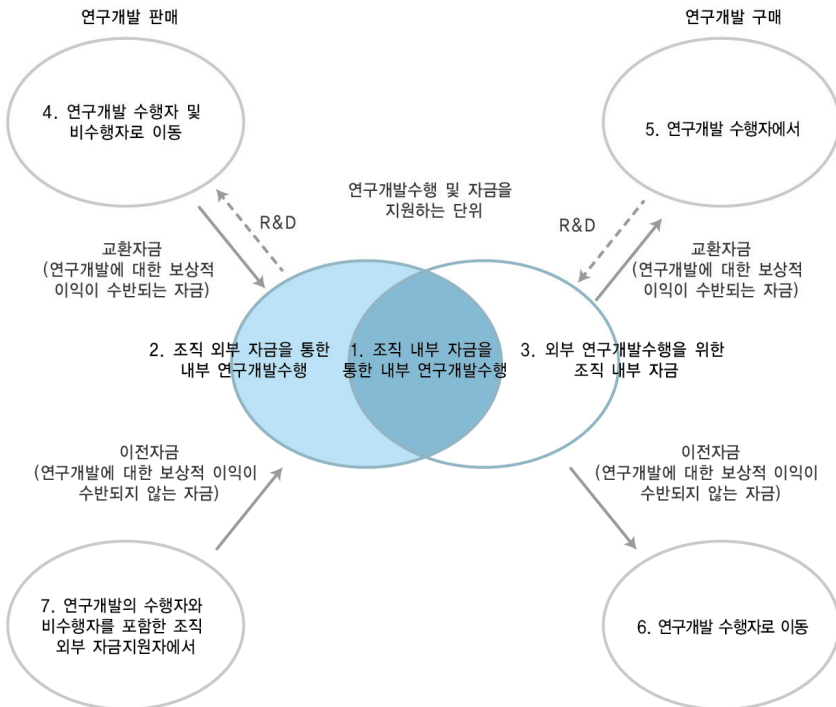 연구개발 판매
연구개발 구매
4. 연구개발 수행자 및
비수행자로 이동
5. 연구개발 수행자에서
연구개발수행 및 자금을
지원하는 단위
R&D
R&D
교환자금
(연구개발에 대한 보상적
이익이 수반되는 자금)
교환자금
(연구개발에 대한 보상적
이익이 수반되는 자금)
2. 조직 외부 자금을 통한
내부 연구개발수행
1. 조직 내부 자금을
통한 내부 연구개발수행
3. 외부 연구개발수행을 위한
조직 내부 자금
이전자금
(연구개발에 대한 보상적 이익이
수반되지 않는 자금)
이전자금
(연구개발에 대한 보상적 이익이
수반되지 않는 자금)
7. 연구개발의 수행자와
비수행자를 포함한 조직
외부 자금지원자에서
6. 연구개발 수행자로 이동